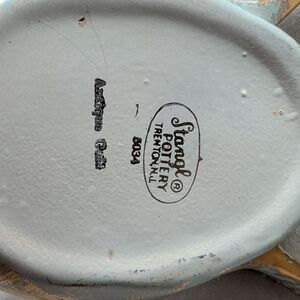 Stangl®
POTTERY
TRENTON, N.J.
5034
Antique Gold